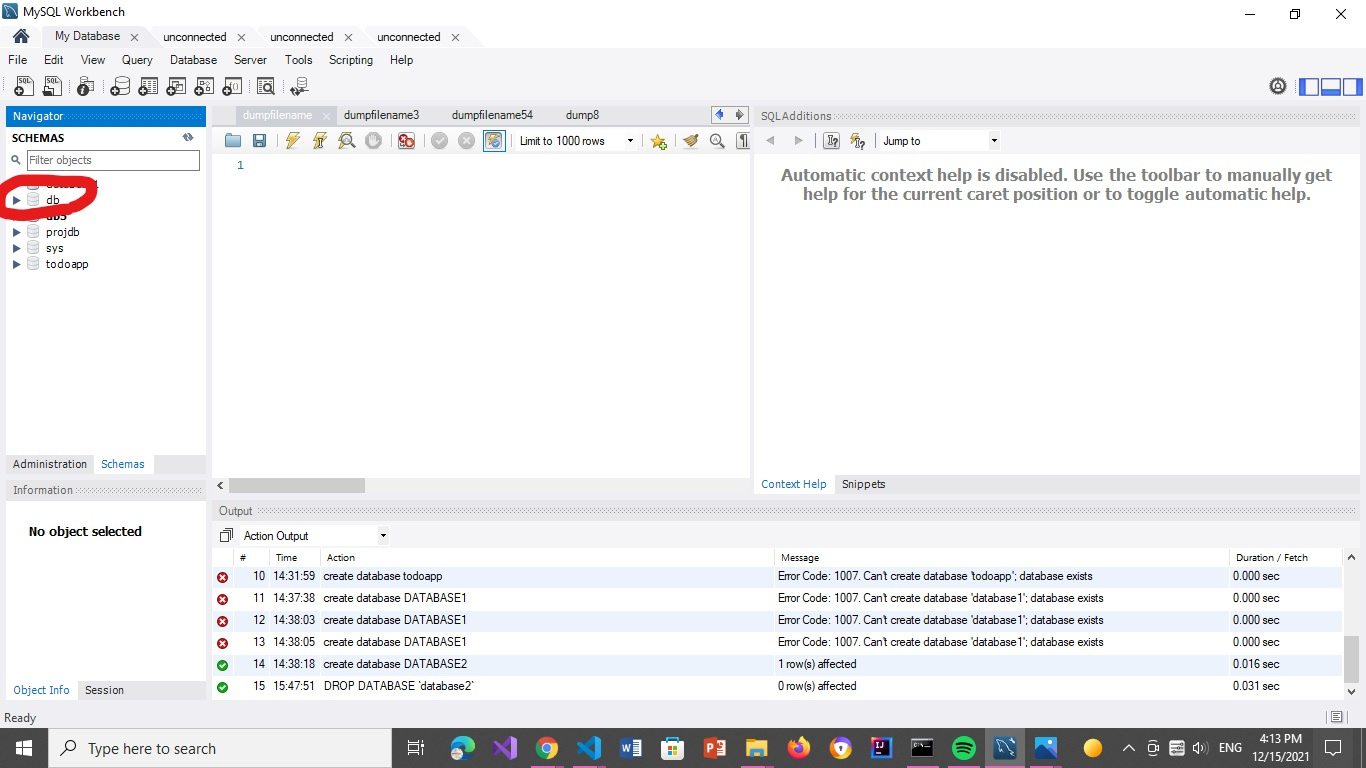 MySQL Workbench
My Database
unconnected
unconnected
unconnected
File Edit View Query Database Server Tools Scripting Help
Navigator
SCHEMAS
Filter objects
db
projdb
sys
todoapp
Administration Schemas
Information
No object selected
Object Info Session
dumpfilename dumpfilename3 dumpfilename54 dump8
Limit to 1000 rows
1
SQLAdditions
Jump to
Automatic context help is disabled. Use the toolbar to manually get
help for the current caret position or to toggle automatic help.
Context Help Snippets
Output
Action Output
# Time Action Message Duration / Fetch
10 14:31:59 create database todoapp Error Code: 1007. Can't create database 'todoapp'; database exists 0.000 sec
11 14:37:38 create database DATABASE1 Error Code: 1007. Can't create database 'database1'; database exists 0.000 sec
12 14:38:03 create database DATABASE1 Error Code: 1007. Can't create database 'database1'; database exists 0.000 sec
13 14:38:05 create database DATABASE1 Error Code: 1007. Can't create database 'database1'; database exists 0.000 sec
14 14:38:18 create database DATABASE2 1 row(s) affected 0.016 sec
15 15:47:51 DROP DATABASE `database2` 0 row(s) affected 0.031 sec
Ready
Type here to search
ENG
4:13 PM
12/15/2021